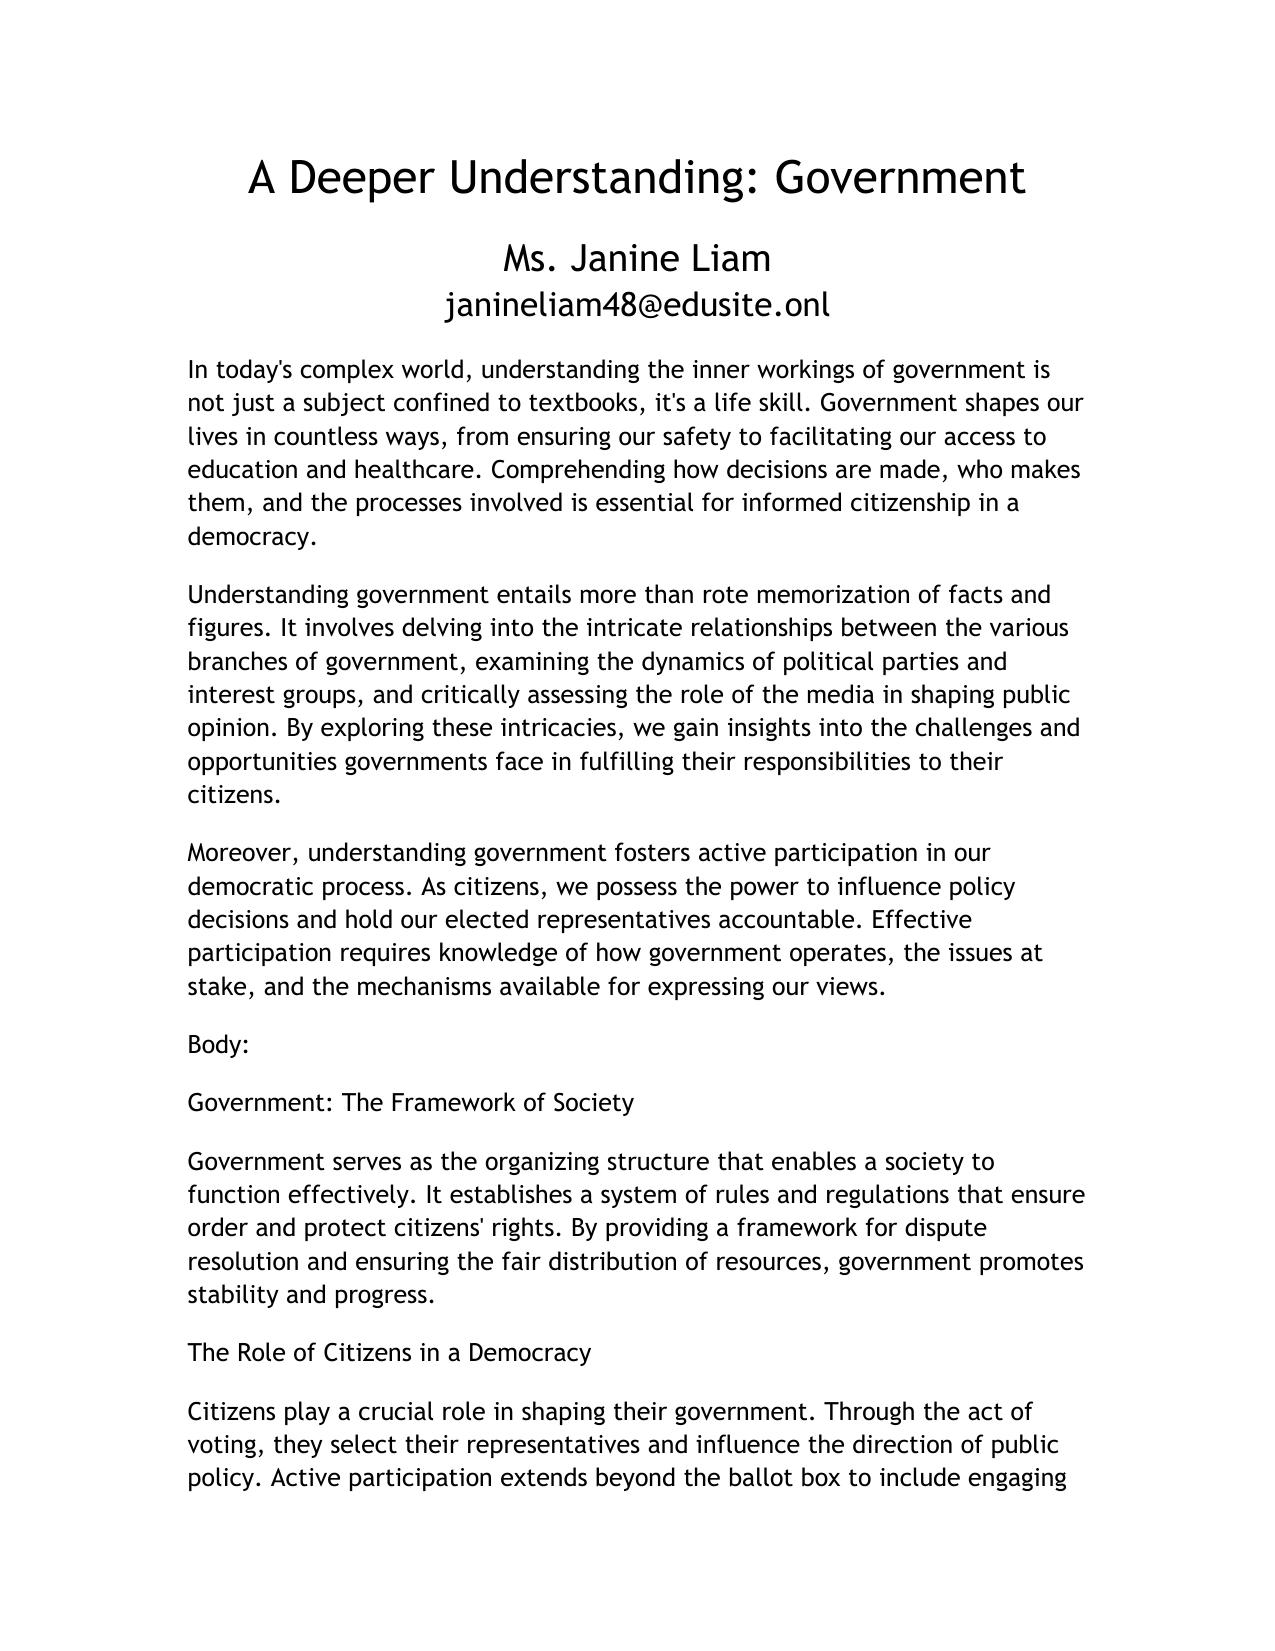 A Deeper Understanding: Government
Ms. Janine Liam
janineliam48@edusite.onl
In today's complex world, understanding the inner workings of government is
not just a subject confined to textbooks, it's a life skill. Government shapes our
lives in countless ways, from ensuring our safety to facilitating our access to
education and healthcare. Comprehending how decisions are made, who makes
them, and the processes involved is essential for informed citizenship in a
democracy.
Understanding government entails more than rote memorization of facts and
figures. It involves delving into the intricate relationships between the various
branches of government, examining the dynamics of political parties and
interest groups, and critically assessing the role of the media in shaping public
opinion. By exploring these intricacies, we gain insights into the challenges and
opportunities governments face in fulfilling their responsibilities to their
citizens.
Moreover, understanding government fosters active participation in our
democratic process. As citizens, we possess the power to influence policy
decisions and hold our elected representatives accountable. Effective
participation requires knowledge of how government operates, the issues at
stake, and the mechanisms available for expressing our views.
Body:
Government: The Framework of Society
Government serves as the organizing structure that enables a society to
function effectively. It establishes a system of rules and regulations that ensure
order and protect citizens' rights. By providing a framework for dispute
resolution and ensuring the fair distribution of resources, government promotes
stability and progress.
The Role of Citizens in a Democracy
Citizens play a crucial role in shaping their government. Through the act of
voting, they select their representatives and influence the direction of public
policy. Active participation extends beyond the ballot box to include engaging